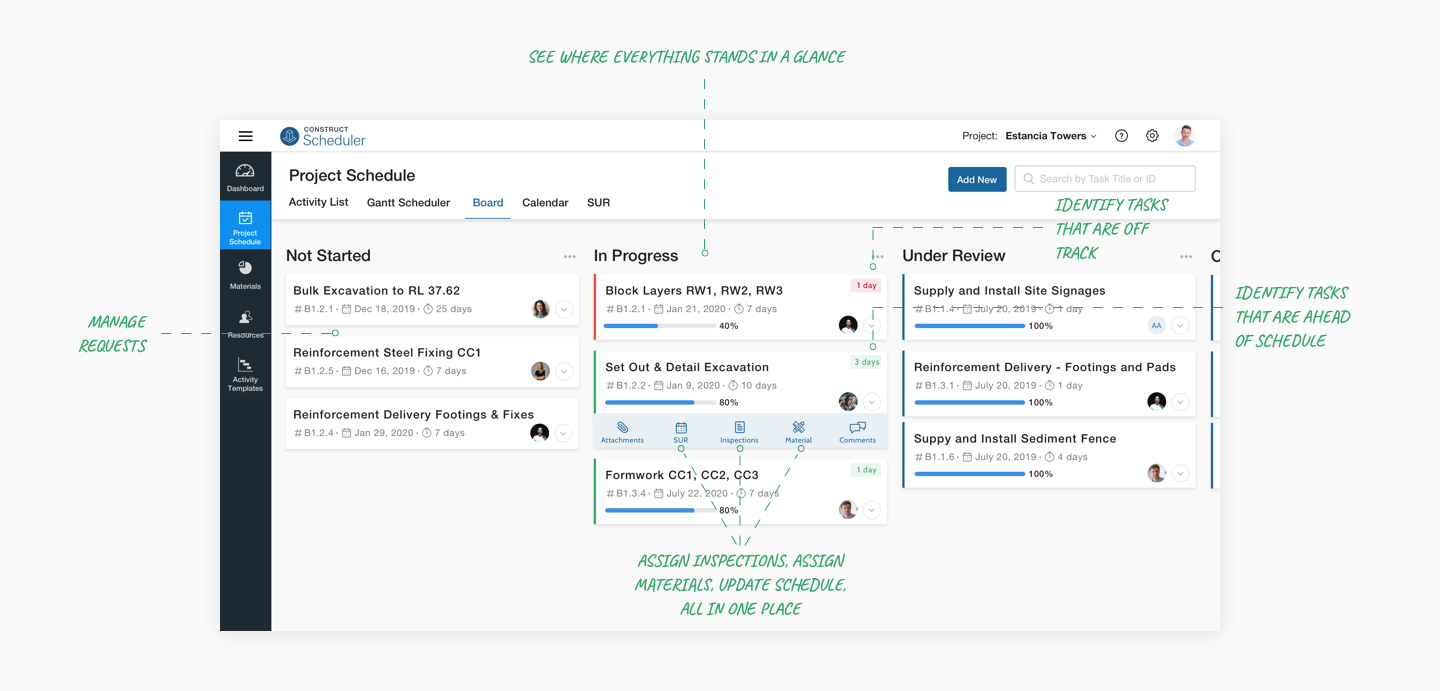 SEE WHERE EVERYTHING STANDS IN A GLANCE
CONSTRUCT
Scheduler
Project: Estancia Towers
Project Schedule
Add New
Search by Task Title or ID
Activity List
Gantt Scheduler
Board
Calendar
SUR
Dashboard
Project
Schedule
Materials
Resources
Activity
Templates
MANAGE
REQUESTS
IDENTIFY TASKS
THAT ARE OFF
TRACK
IDENTIFY TASKS
THAT ARE AHEAD
OF SCHEDULE
Not Started
Bulk Excavation to RL 37.62
# B1.2.1 · Dec 18, 2019 · 25 days
Reinforcement Steel Fixing CC1
# B1.2.5 · Dec 16, 2019 · 7 days
Reinforcement Delivery Footings & Fixes
# B1.2.4 · Jan 29, 2020 · 7 days
In Progress
1 day
Block Layers RW1, RW2, RW3
# B1.2.1 · Jan 21, 2020 · 7 days
40%
3 days
Set Out & Detail Excavation
# B1.2.2 · Jan 9, 2020 · 10 days
80%
Attachments
SUR
Inspections
Material
Comments
1 day
Formwork CC1, CC2, CC3
# B1.3.4 · July 22, 2020 · 7 days
80%
Under Review
Supply and Install Site Signages
# B1.1.4 · July 20, 2019 · 1 day
100%
AA
Reinforcement Delivery - Footings and Pads
# B1.3.1 · July 20, 2019 · 1 day
100%
Suppy and Install Sediment Fence
# B1.1.6 · July 20, 2019 · 4 days
100%
C
ASSIGN INSPECTIONS, ASSIGN
MATERIALS, UPDATE SCHEDULE,
ALL IN ONE PLACE